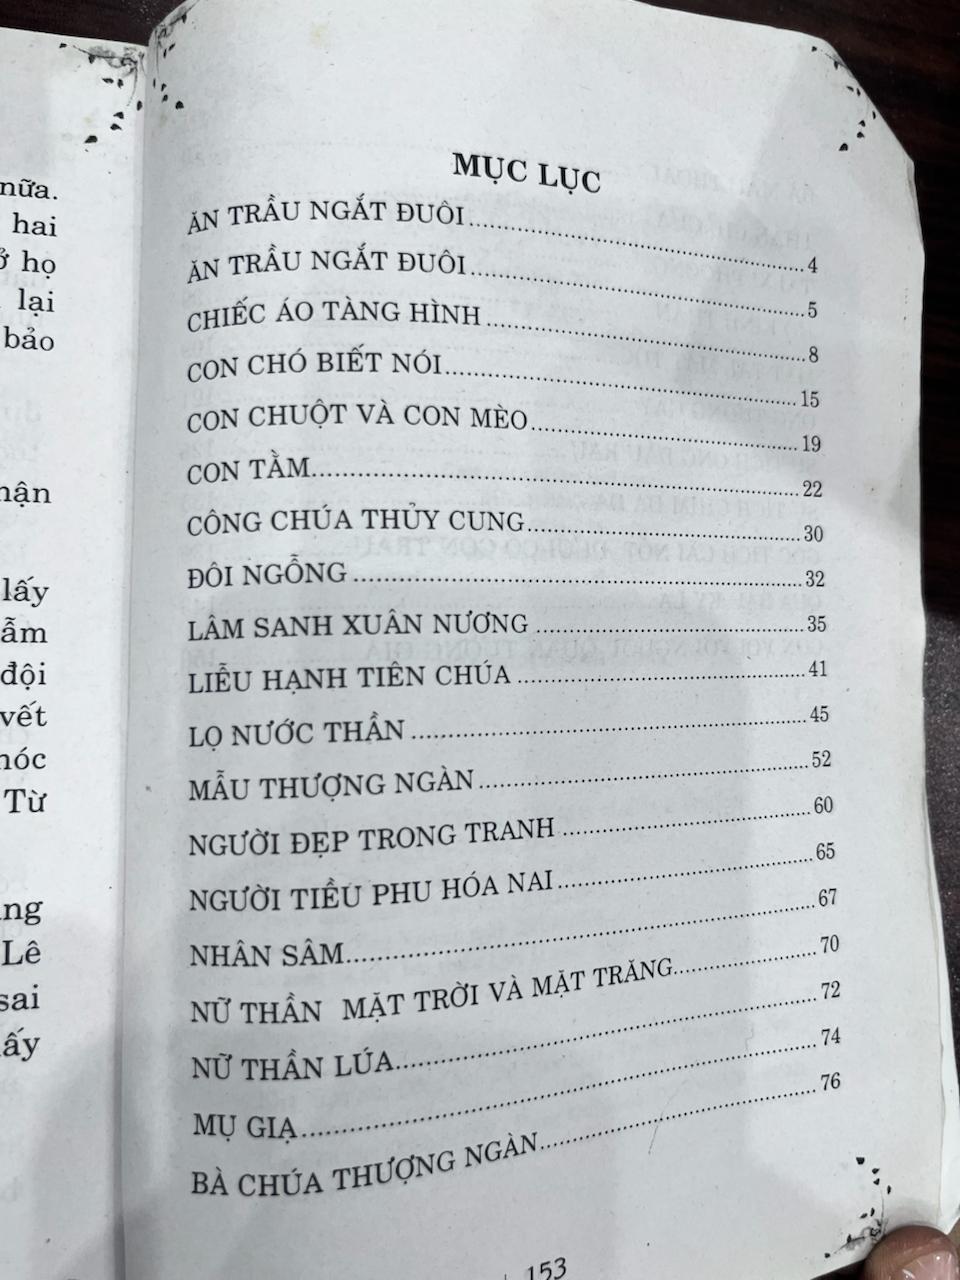 nữa.
hai
ở họ
lại
bảo
lấy
đội
vết
Từ
Lê
sai
MỤC LỤC
ĂN TRẦU NGẮT ĐUÔI..........4
ĂN TRẦU NGẮT ĐUÔI..........5
CHIẾC ÁO TÀNG HÌNH..........8
CON CHÓ BIẾT NÓI..........15
CON CHUỘT VÀ CON MÈO..........19
CON TẰM..........22
CÔNG CHÚA THỦY CUNG..........30
ĐÔI NGỖNG..........32
LÂM SANH XUÂN NƯƠNG..........35
LIỄU HẠNH TIÊN CHÚA..........41
LỌ NƯỚC THẦN..........45
MẪU THƯỢNG NGÀN..........52
NGƯỜI ĐẸP TRONG TRANH..........60
NGƯỜI TIỀU PHU HÓA NAI..........65
NHÂN SÂM..........67
NỮ THẦN MẶT TRỜI VÀ MẶT TRĂNG..........70
NỮ THẦN LÚA..........72
MỤ GIẠ..........74
BÀ CHÚA THƯỢNG NGÀN..........76
153